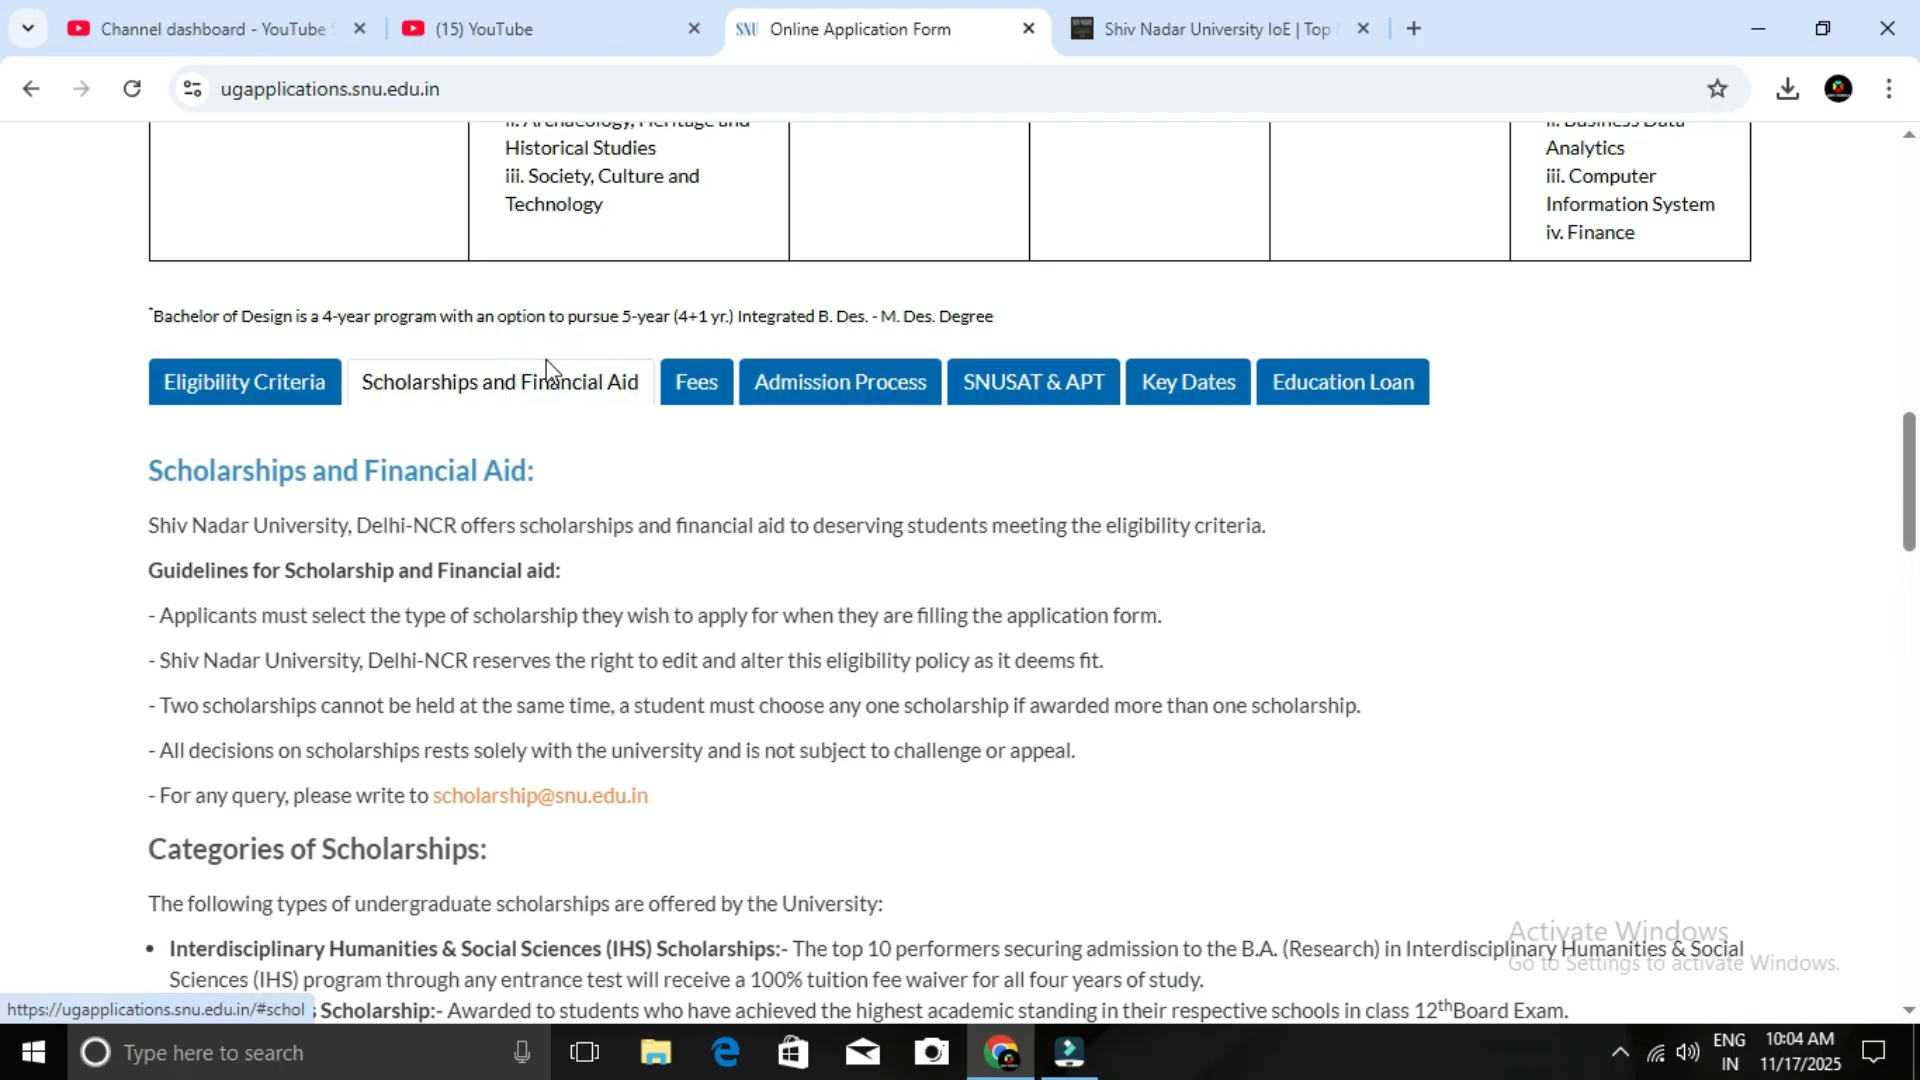 Channel dashboard - YouTube
(15) YouTube
SNU Online Application Form
Shiv Nadar University IoE | Top
ugapplications.snu.edu.in
ii. Archaeology, Heritage and
Historical Studies
iii. Society, Culture and
Technology
ii. Business Data
Analytics
iii. Computer
Information System
iv. Finance
*Bachelor of Design is a 4-year program with an option to pursue 5-year (4+1 yr.) Integrated B. Des. - M. Des. Degree
Eligibility Criteria
Scholarships and Financial Aid
Fees
Admission Process
SNUSAT & APT
Key Dates
Education Loan
Scholarships and Financial Aid:
Shiv Nadar University, Delhi-NCR offers scholarships and financial aid to deserving students meeting the eligibility criteria.
Guidelines for Scholarship and Financial aid:
- Applicants must select the type of scholarship they wish to apply for when they are filling the application form.
- Shiv Nadar University, Delhi-NCR reserves the right to edit and alter this eligibility policy as it deems fit.
- Two scholarships cannot be held at the same time, a student must choose any one scholarship if awarded more than one scholarship.
- All decisions on scholarships rests solely with the university and is not subject to challenge or appeal.
- For any query, please write to scholarship@snu.edu.in
Categories of Scholarships:
The following types of undergraduate scholarships are offered by the University:
• Interdisciplinary Humanities & Social Sciences (IHS) Scholarships:- The top 10 performers securing admission to the B.A. (Research) in Interdisciplinary Humanities & Social
Sciences (IHS) program through any entrance test will receive a 100% tuition fee waiver for all four years of study.
Scholarship:- Awarded to students who have achieved the highest academic standing in their respective schools in class 12th Board Exam.
Activate Windows
Go to Settings to activate Windows.
https://ugapplications.snu.edu.in/#schol
Type here to search
ENG
IN
10:04 AM
11/17/2025